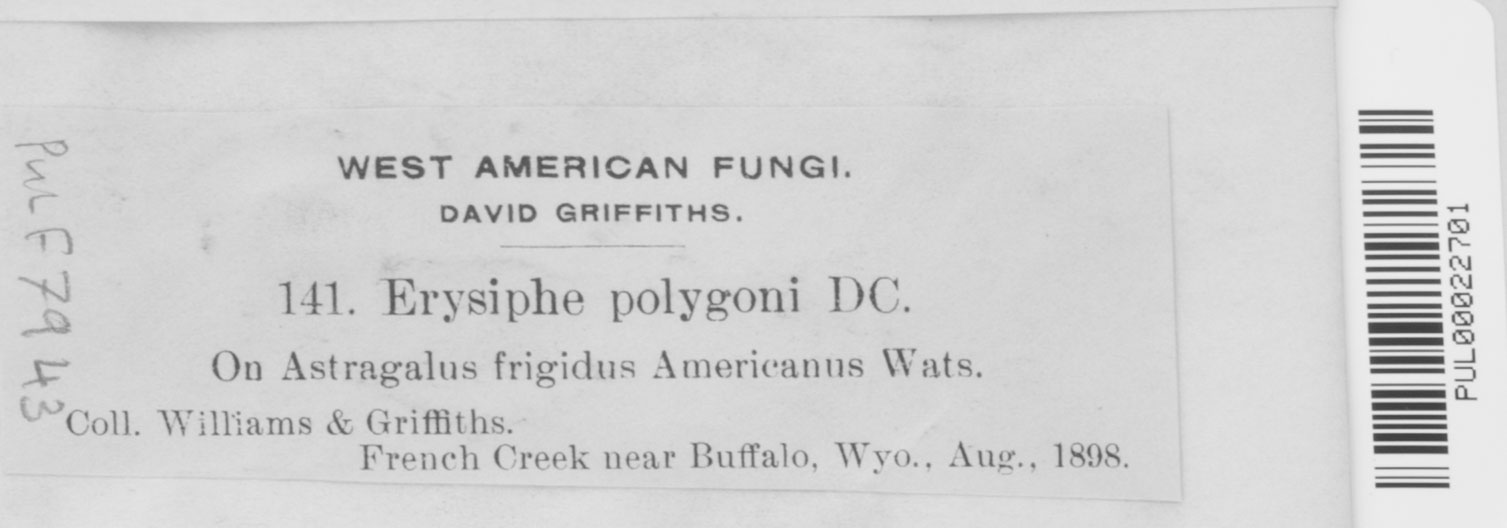 WEST AMERICAN FUNGI.
DAVID GRIFFITHS.
141. Erysiphe polygoni DC.
On Astragalus frigidus Americanus Wats.
Coll. Williams & Griffiths.
French Creek near Buffalo, Wyo., Aug., 1898.
PUL F7943
PUL00022701